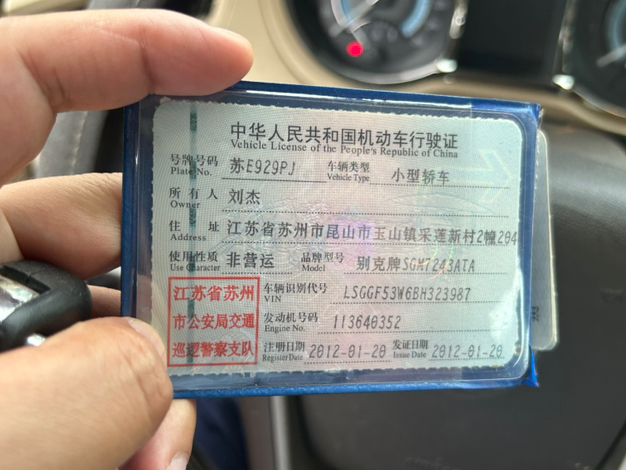 中华人民共和国机动车行驶证
Vehicle License of the People's Republic of China
号牌号码 Plate No. 苏E929PJ 车辆类型 Vehicle Type 小型轿车
所有人 Owner 刘杰
住址 Address 江苏省苏州市昆山市玉山镇采莲新村2幢204
使用性质 Use Character 非营运 品牌型号 Model 别克牌SGM7243ATA
江苏省苏州
市公安局交通
巡逻警察支队
车辆识别代号 VIN LSGGF53W6BH323987
发动机号码 Engine No. 113640352
注册日期 Register Date 2012-01-20 发证日期 Issue Date 2012-01-20